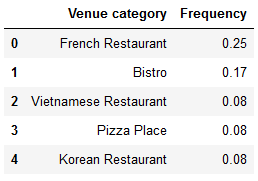 Venue category Frequency
0 French Restaurant 0.25
1 Bistro 0.17
2 Vietnamese Restaurant 0.08
3 Pizza Place 0.08
4 Korean Restaurant 0.08